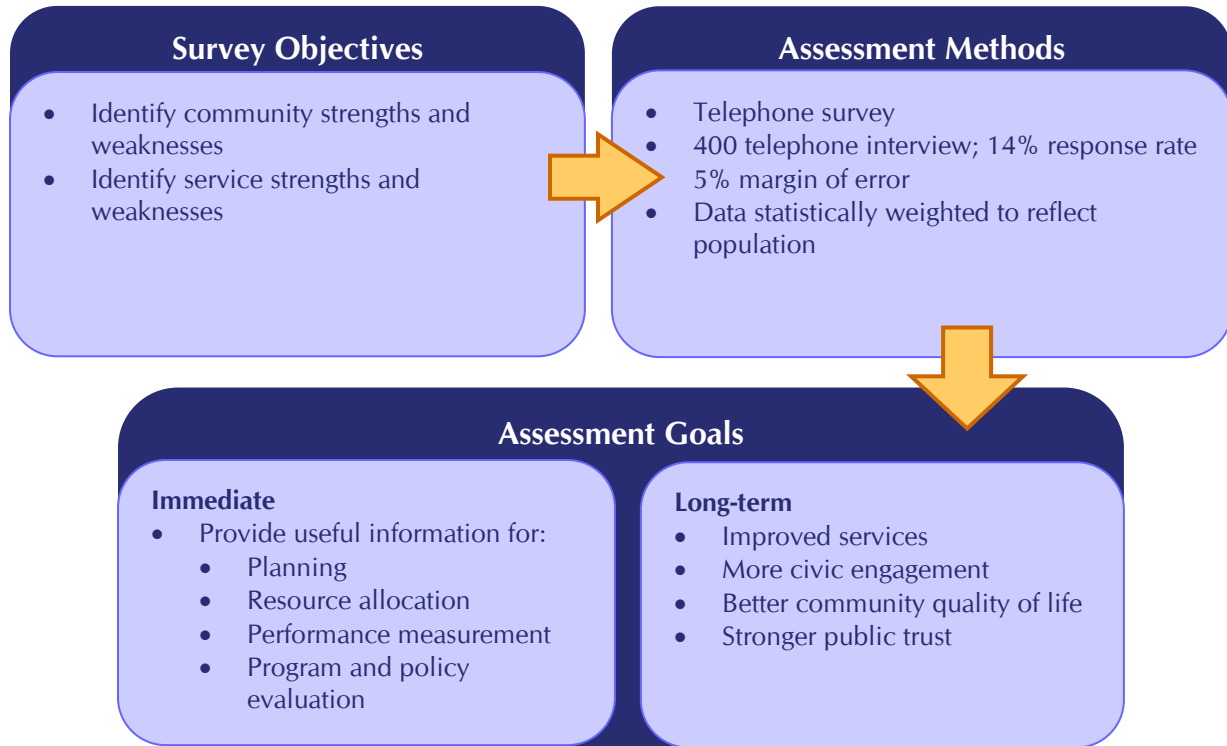 Survey Objectives
• Identify community strengths and
weaknesses
• Identify service strengths and
weaknesses
Assessment Methods
• Telephone survey
• 400 telephone interview; 14% response rate
5% margin of error
• Data statistically weighted to reflect
population
Assessment Goals
Immediate
• Provide useful information for:
• Planning
• Resource allocation
• Performance measurement
• Program and policy
evaluation
Long-term
• Improved services
• More civic engagement
• Better community quality of life
• Stronger public trust